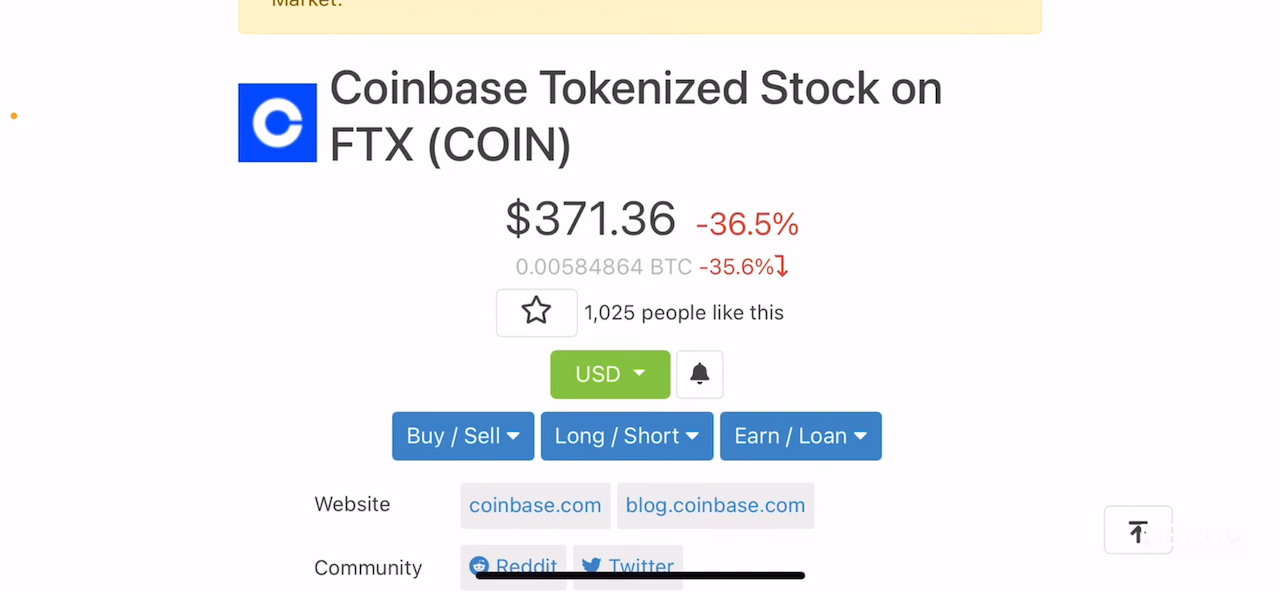 Market.
Coinbase Tokenized Stock on
FTX (COIN)
$371.36 -36.5%
0.00584864 BTC -35.6%
1,025 people like this
USD
Buy / Sell Long / Short Earn / Loan
Website coinbase.com blog.coinbase.com
Community Reddit Twitter